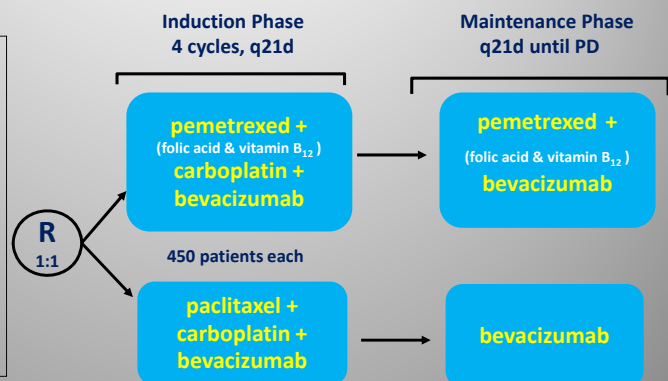 Induction Phase
4 cycles, q21d
Maintenance Phase
q21d until PD
pemetrexed +
(folic acid & vitamin B12 )
carboplatin +
bevacizumab
pemetrexed +
(folic acid & vitamin B12 )
bevacizumab
R
1:1
450 patients each
paclitaxel +
carboplatin +
bevacizumab
bevacizumab